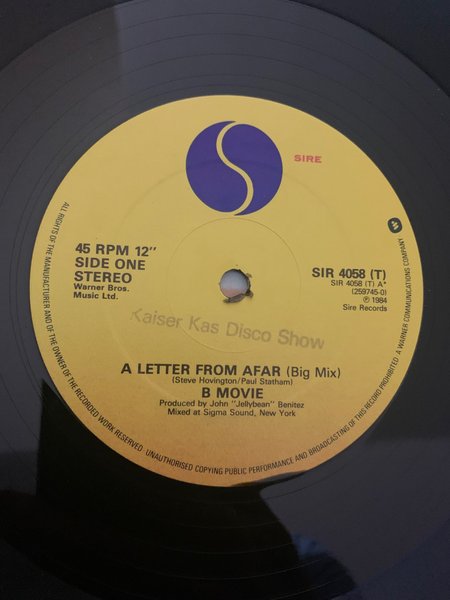 SIRE
45 RPM 12"
SIDE ONE
STEREO
Warner Bros.
Music Ltd.
SIR 4058 (T)
SIR 4058 (T) A*
(259745-0)
℗ 1984
Sire Records
Kaiser Kas Disco Show
A LETTER FROM AFAR (Big Mix)
(Steve Hovington/Paul Statham)
B MOVIE
Produced by John "Jellybean" Benitez
Mixed at Sigma Sound, New York
ALL RIGHTS OF THE MANUFACTURER AND OF THE OWNER OF THE RECORDED WORK RESERVED · UNAUTHORISED COPYING PUBLIC PERFORMANCE AND BROADCASTING OF THIS RECORD PROHIBITED A WARNER COMMUNICATIONS COMPANY